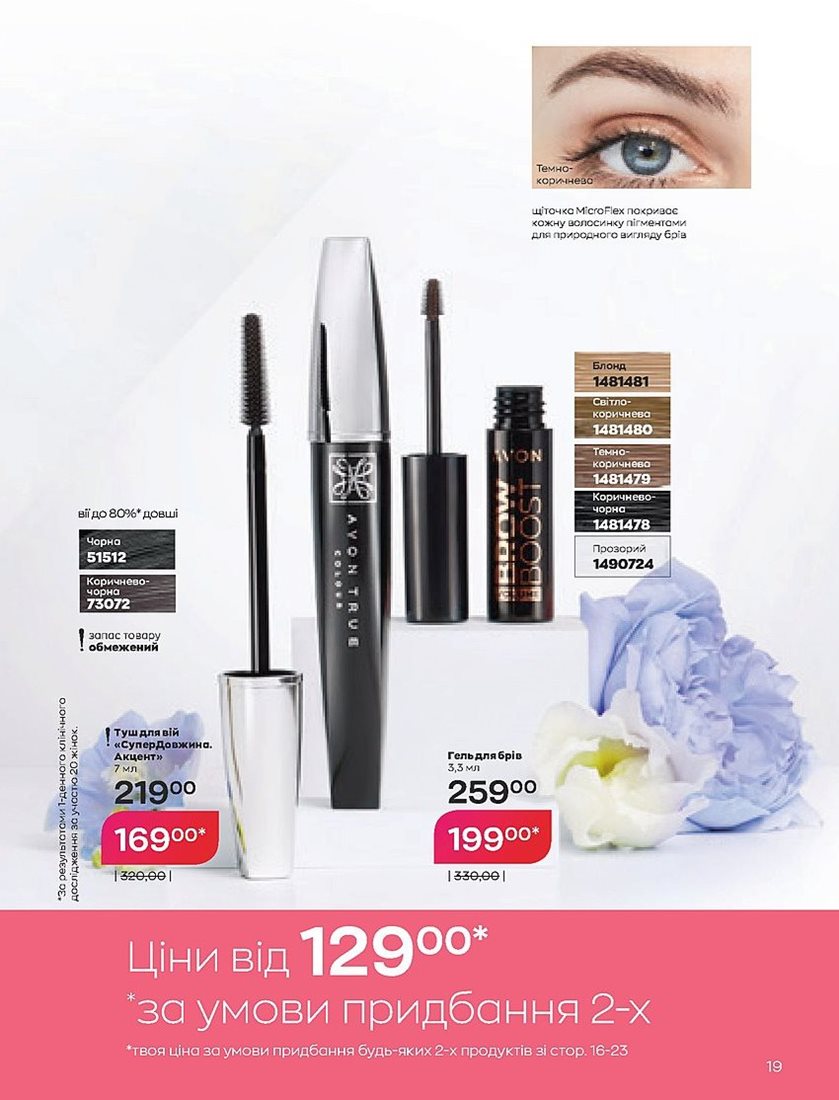 Темно-
коричнева
щіточка MicroFlex покриває
кожну волосинку пігментами
для природного вигляду брів
Блонд
1481481
Світло-
коричнева
1481480
Темно-
коричнева
1481479
Коричнево-
чорна
1481478
Прозорий
1490724
AVON
BROW
BOOST
VOLUME
AVON TRUE
COLOUR
вії до 80%* довші
Чорна
51512
Коричнево-
чорна
73072
! запас товару
обмежений
*За результатами 1-денного клінічного
дослідження за участю 20 жінок.
! Туш для вій
«СуперДовжина.
Акцент»
7 мл
219⁰⁰
169⁰⁰*
| 320,00 |
Гель для брів
3,3 мл
259⁰⁰
199⁰⁰*
| 330,00 |
Ціни від 129⁰⁰*
*за умови придбання 2-х
*твоя ціна за умови придбання будь-яких 2-х продуктів зі стор. 16-23
19